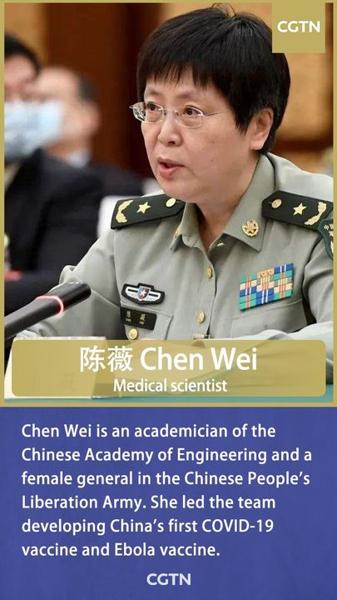 CGTN
陈薇 Chen Wei
Medical scientist
Chen Wei is an academician of the
Chinese Academy of Engineering and a
female general in the Chinese People's
Liberation Army. She led the team
developing China's first COVID-19
vaccine and Ebola vaccine.
CGTN